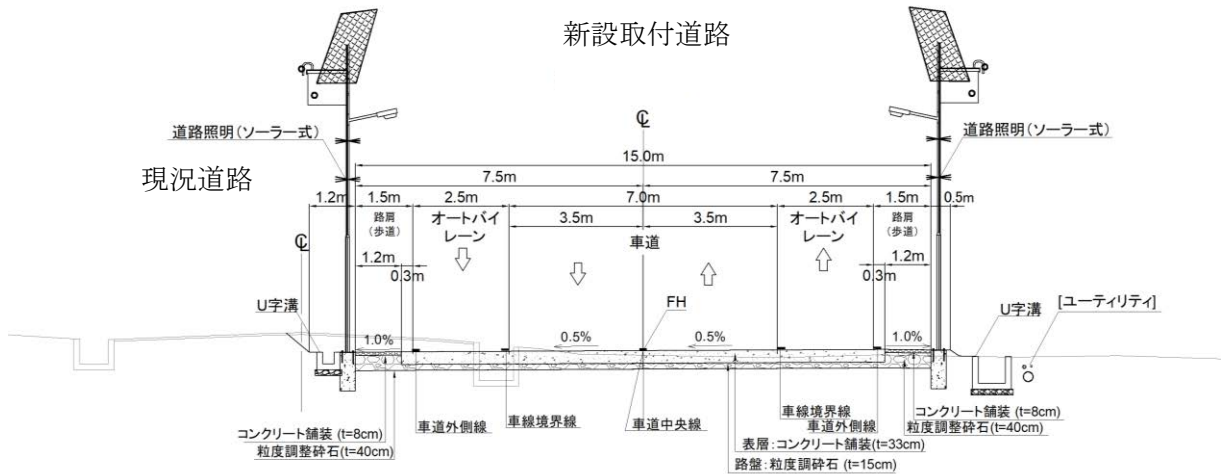 新設取付道路
℄
道路照明(ソーラー式)
道路照明(ソーラー式)
現況道路
15.0m
7.5m
7.5m
1.2m
1.5m
2.5m
7.0m
2.5m
1.5m
0.5m
路肩
(歩道)
オートバイ
レーン
3.5m
3.5m
オートバイ
レーン
路肩
(歩道)
℄
車道
1.2m
0.3m
0.3m
1.2m
U字溝
FH
U字溝
[ユーティリティ]
1.0%
0.5%
0.5%
1.0%
コンクリート舗装 (t=8cm)
粒度調整砕石(t=40cm)
車道外側線
車線境界線
車道中央線
車線境界線
車道外側線
コンクリート舗装 (t=8cm)
粒度調整砕石(t=40cm)
表層:コンクリート舗装(t=33cm)
路盤:粒度調砕石 (t=15cm)